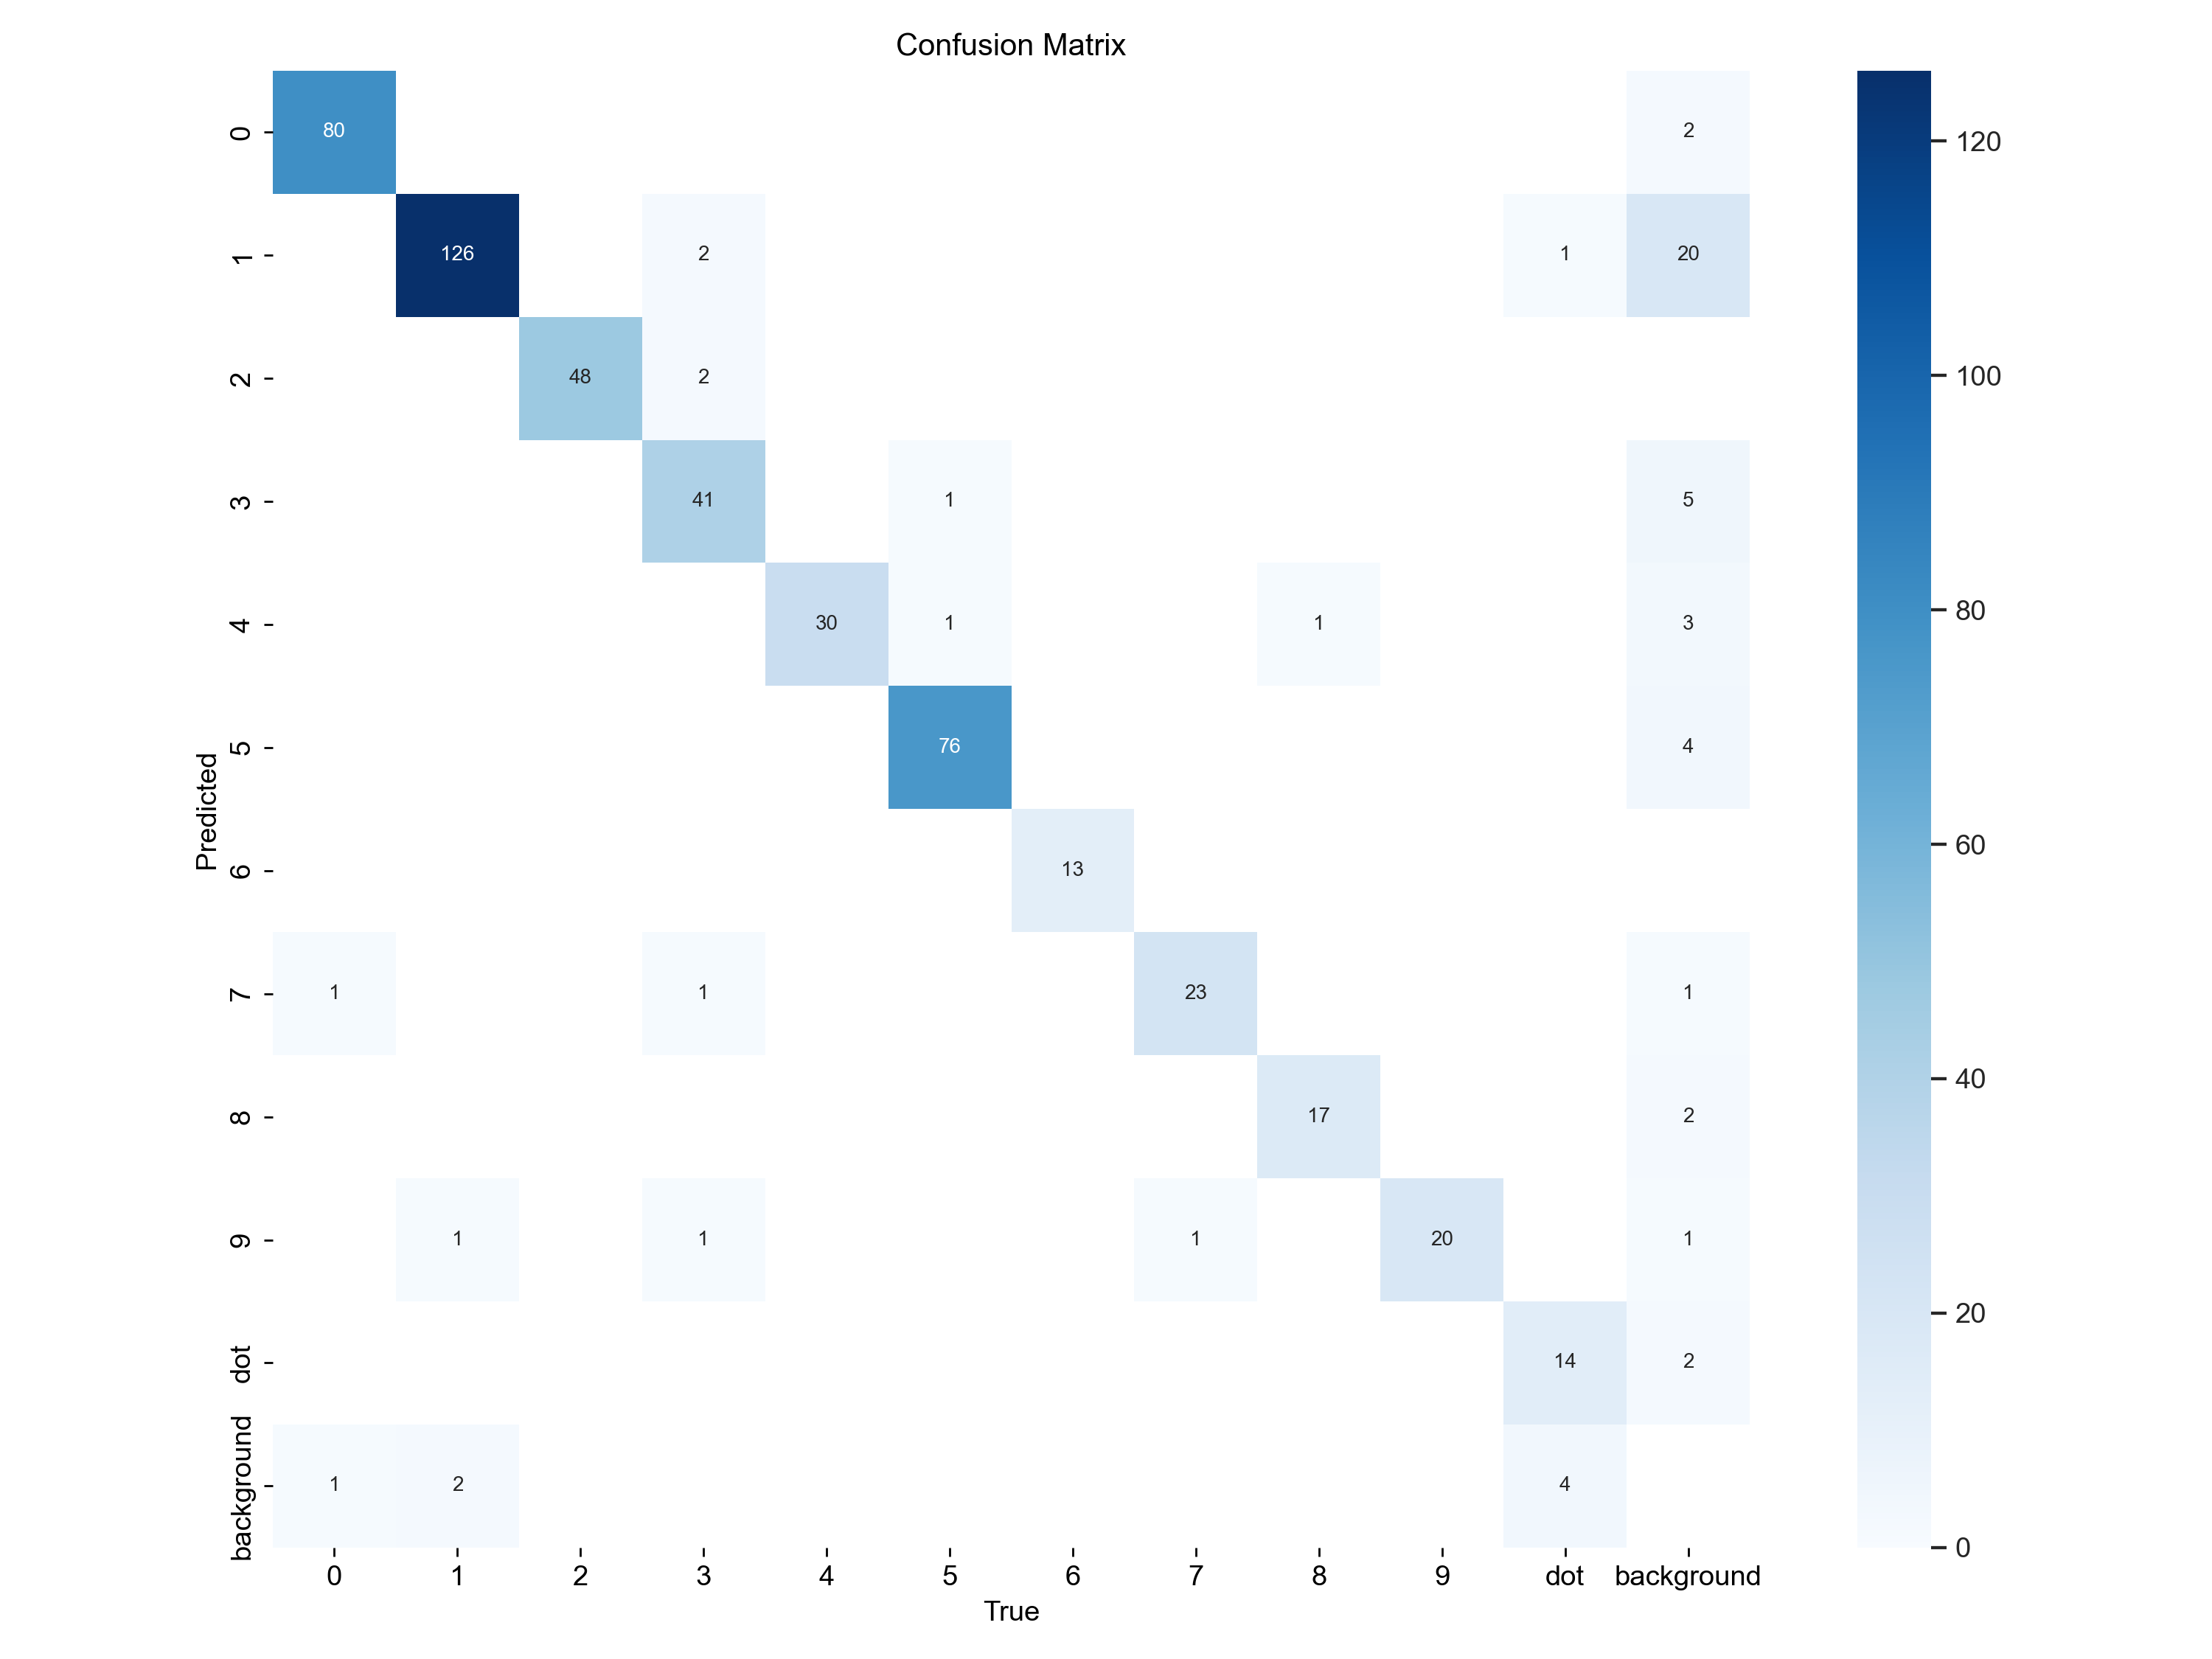 Confusion Matrix
0 80 2 120
1 126 2 1 20
2 48 2 100
3 41 1 5
4 30 1 1 3 80
5 76 4
Predicted
6 13 60
7 1 1 23 1
8 17 2 40
9 1 1 1 20 1
dot 14 2 20
background 1 2 4
0 1 2 3 4 5 6 7 8 9 dot background 0
True